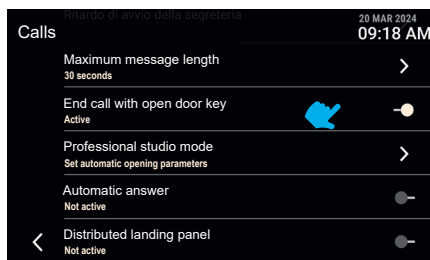 Ritardo di avvio della segreteria
20 MAR 2024
Calls
09:18 AM
Maximum message length
30 seconds
End call with open door key
Active
Professional studio mode
Set automatic opening parameters
Automatic answer
Not active
Distributed landing panel
Not active